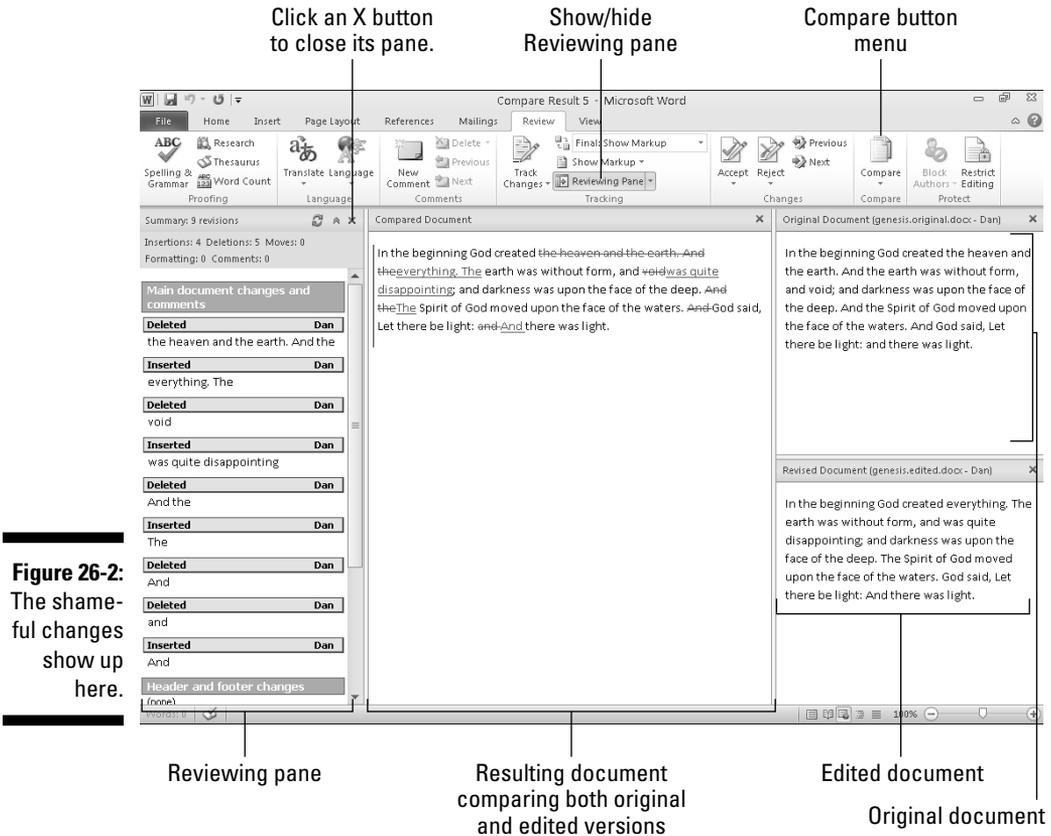 Click an X button
to close its pane.
Show/hide
Reviewing pane
Compare button
menu
W
Compare Result 5 - Microsoft Word
File Home Insert Page Layout References Mailings Review View
ABC
Spelling &
Grammar
Research
Thesaurus
ABC
123 Word Count
Proofing
Translate Language
Language
New
Comment
Delete
Previous
Next
Comments
Track
Changes
Final: Show Markup
Show Markup
Reviewing Pane
Tracking
Accept Reject
Previous
Next
Changes
Compare
Compare
Block
Authors
Restrict
Editing
Protect
Summary: 9 revisions
Insertions: 4 Deletions: 5 Moves: 0
Formatting: 0 Comments: 0
Main document changes and
comments
Deleted Dan
the heaven and the earth. And the
Inserted Dan
everything. The
Deleted Dan
void
Inserted Dan
was quite disappointing
Deleted Dan
And the
Inserted Dan
The
Deleted Dan
And
Deleted Dan
and
Inserted Dan
And
Header and footer changes
(none)
Words: 0
Compared Document
In the beginning God created the heaven and the earth. And
theeverything. The earth was without form, and voidwas quite
disappointing; and darkness was upon the face of the deep. And
theThe Spirit of God moved upon the face of the waters. And God said,
Let there be light: and And there was light.
Original Document (genesis.original.docx - Dan)
In the beginning God created the heaven and
the earth. And the earth was without form,
and void; and darkness was upon the face of
the deep. And the Spirit of God moved upon
the face of the waters. And God said, Let
there be light: and there was light.
Revised Document (genesis.edited.docx - Dan)
In the beginning God created everything. The
earth was without form, and was quite
disappointing; and darkness was upon the
face of the deep. The Spirit of God moved
upon the face of the waters. God said, Let
there be light: And there was light.
100%
Figure 26-2:
The shame-
ful changes
show up
here.
Reviewing pane
Resulting document
comparing both original
and edited versions
Edited document
Original document